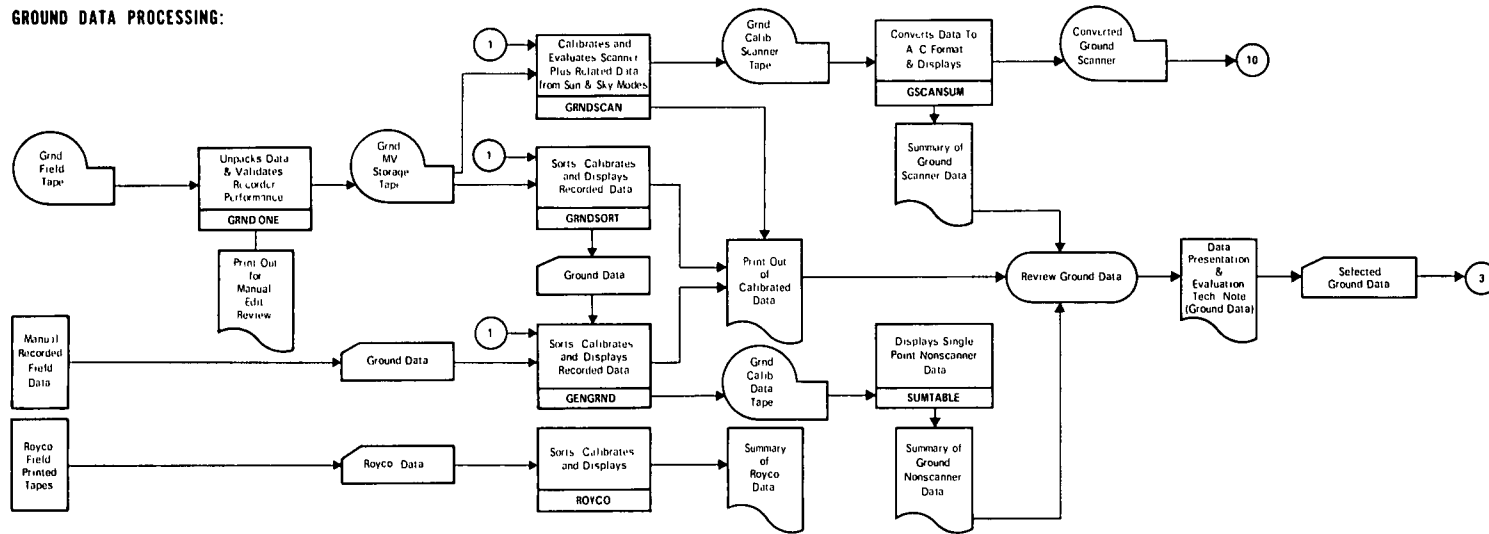 GROUND DATA PROCESSING:
1
Calibrates and
Evaluates Scanner
Plus Related Data
from Sun & Sky Modes
GRNDSCAN
Grnd
Calib
Scanner
Tape
Converts Data To
A C Format
& Displays
GSCANSUM
Converted
Ground
Scanner
10
Grnd
Field
Tape
Unpacks Data
& Validates
Recorder
Performance
GRND ONE
Grnd
MV
Storage
Tape
1
Sorts Calibrates
and Displays
Recorded Data
GRNDSORT
Summary of
Ground
Scanner Data
Print Out
for
Manual
Edit
Review
Ground Data
Print Out
of
Calibrated
Data
Review Ground Data
Data
Presentation
&
Evaluation
Tech Note
(Ground Data)
Selected
Ground Data
3
Manual
Recorded
Field
Data
Ground Data
1
Sorts Calibrates
and Displays
Recorded Data
GENGRND
Grnd
Calib
Data
Tape
Displays Single
Point Nonscanner
Data
SUMTABLE
Royco
Field
Printed
Tapes
Royco Data
Sorts Calibrates
and Displays
ROYCO
Summary
of
Royco
Data
Summary of
Ground
Nonscanner
Data